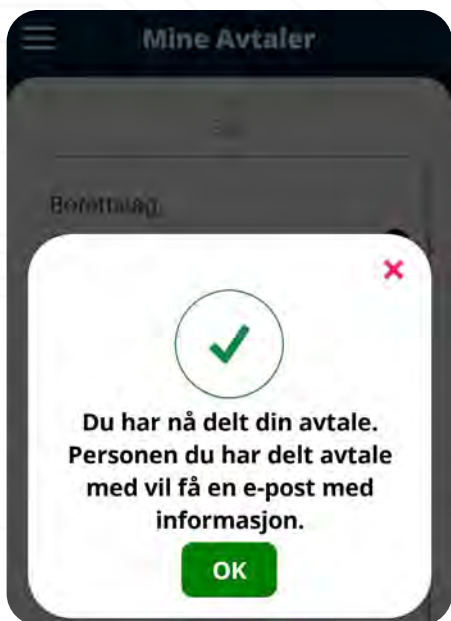 Mine Avtaler
Borettslag
Du har nå delt din avtale.
Personen du har delt avtale
med vil få en e-post med
informasjon.
OK